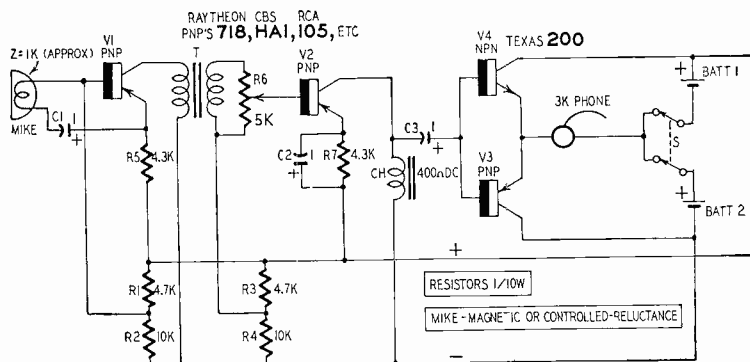 RAYTHEON CBS RCA
PNP'S 718, HA1, 105, ETC
Z=1K (APPROX)
V1
PNP
T
R6
5K
V2
PNP
V4
NPN
TEXAS 200
+
BATT 1
3K PHONE
MIKE
C1
1
+
R5
4.3K
C2
1
+
R7
4.3K
C3
1
+
CH
400ΩDC
V3
PNP
S
+
BATT 2
+
R1
4.7K
R2
10K
R3
4.7K
R4
10K
RESISTORS 1/10W
MIKE-MAGNETIC OR CONTROLLED-RELUCTANCE
−